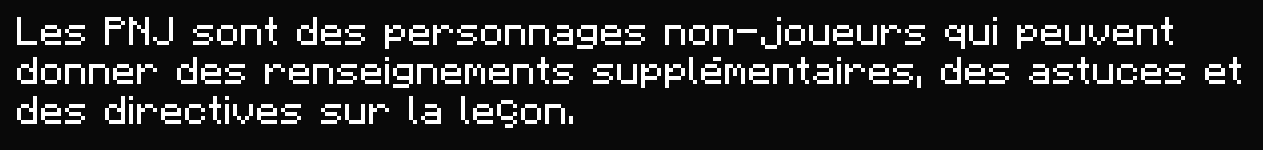 Les PNJ sont des personnages non-joueurs qui peuvent
donner des renseignements supplémentaires, des astuces et
des directives sur la leçon.